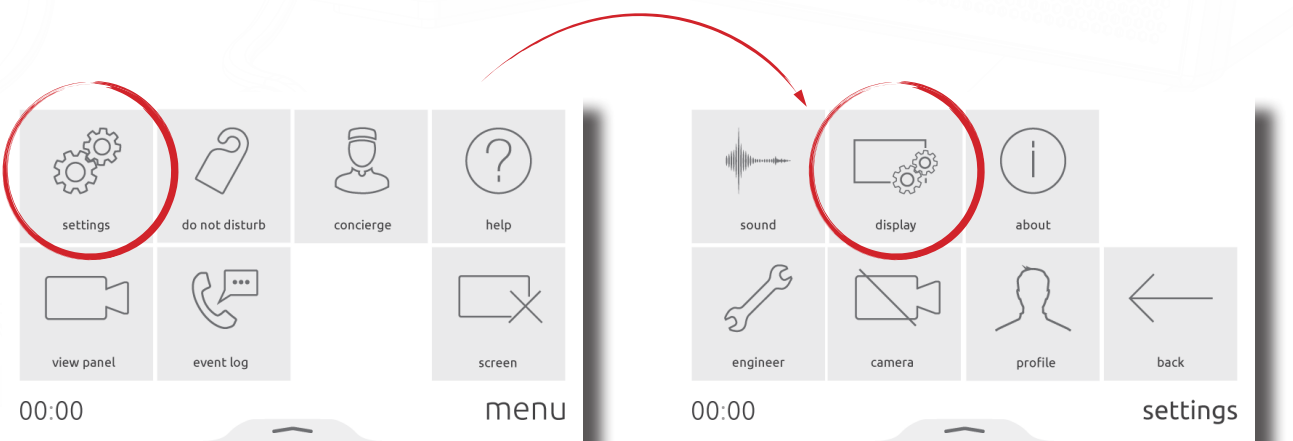 settings do not disturb concierge help
view panel event log screen
00:00 menu
sound display about
engineer camera profile back
00:00 settings